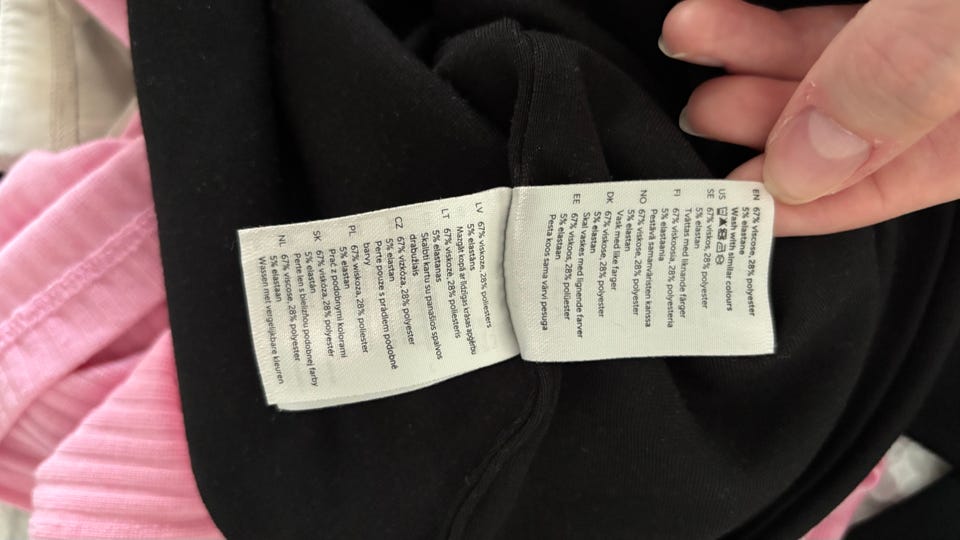 EN 67% viscose, 28% polyester
5% elastane
US Wash with similar colours
SE 67% viskos, 28% polyester
5% elastan
Tvättas med liknande färger
FI 67% viskoosia, 28% polyesteria
5% elastaania
Pestävä samanväristen kanssa
NO 67% viskose, 28% polyester
5% elastan
Vask med like farger
DK 67% viskose, 28% polyester
5% elastan
Skal vaskes med lignende farver
EE 67% viskoos, 28% polüester
5% elastaan
Pesta koos sama värvi pesuga
LV 67% viskoze, 28% poliesters
5% elastāns
Mazgāt kopā ar līdzīgas krāsas apģērbu
LT 67% viskozė, 28% poliesteris
5% elastanas
Skalbti kartu su panašios spalvos
drabužiais
CZ 67% vizkóza, 28% polyester
5% elastan
Perte pouze s prádlem podobné
barvy
PL 67% wiskoza, 28% poliester
5% elastan
Prać z podobnymi kolorami
SK 67% viskóza, 28% polyestér
5% elastán
Perte len s bielizňou podobnej farby
NL 67% viscose, 28% polyester
5% elastaan
Wassen met vergelijkbare kleuren